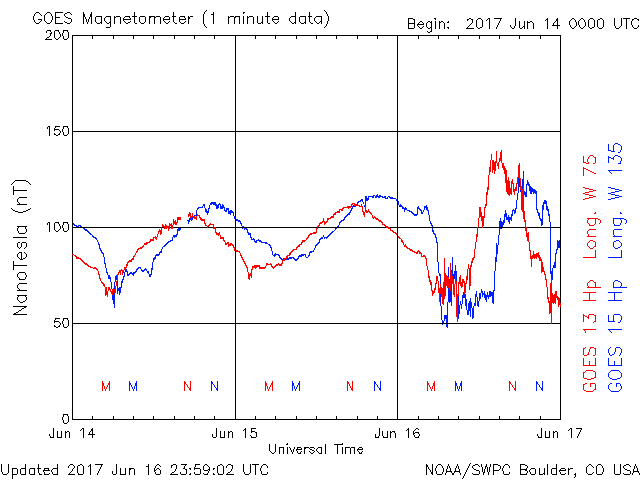 GOES Magnetometer (1 minute data)
Begin: 2017 Jun 14 0000 UTC
200
150
100
50
0
NanoTesla (nT)
M M N N M M N N M M N N
Jun 14 Jun 15 Jun 16 Jun 17
Universal Time
GOES 13 Hp Long. W 75
GOES 15 Hp Long. W 135
Updated 2017 Jun 16 23:59:02 UTC
NOAA/SWPC Boulder, CO USA